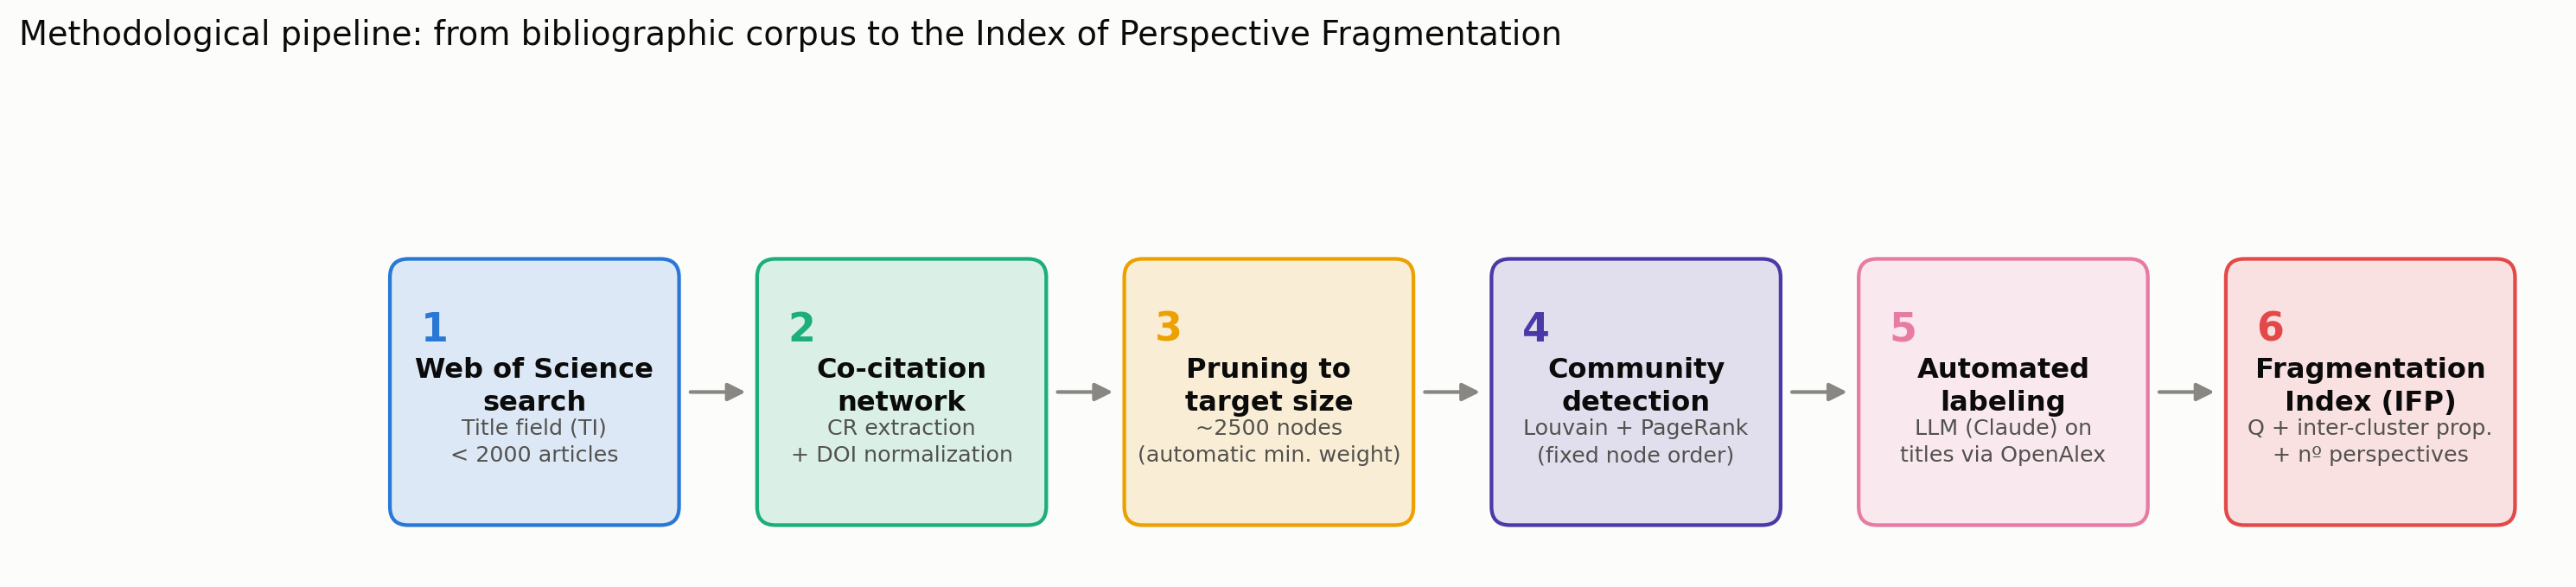 Methodological pipeline: from bibliographic corpus to the Index of Perspective Fragmentation
1
Web of Science
search
Title field (TI)
< 2000 articles
2
Co-citation
network
CR extraction
+ DOI normalization
3
Pruning to
target size
~2500 nodes
(automatic min. weight)
4
Community
detection
Louvain + PageRank
(fixed node order)
5
Automated
labeling
LLM (Claude) on
titles via OpenAlex
6
Fragmentation
Index (IFP)
Q + inter-cluster prop.
+ nº perspectives